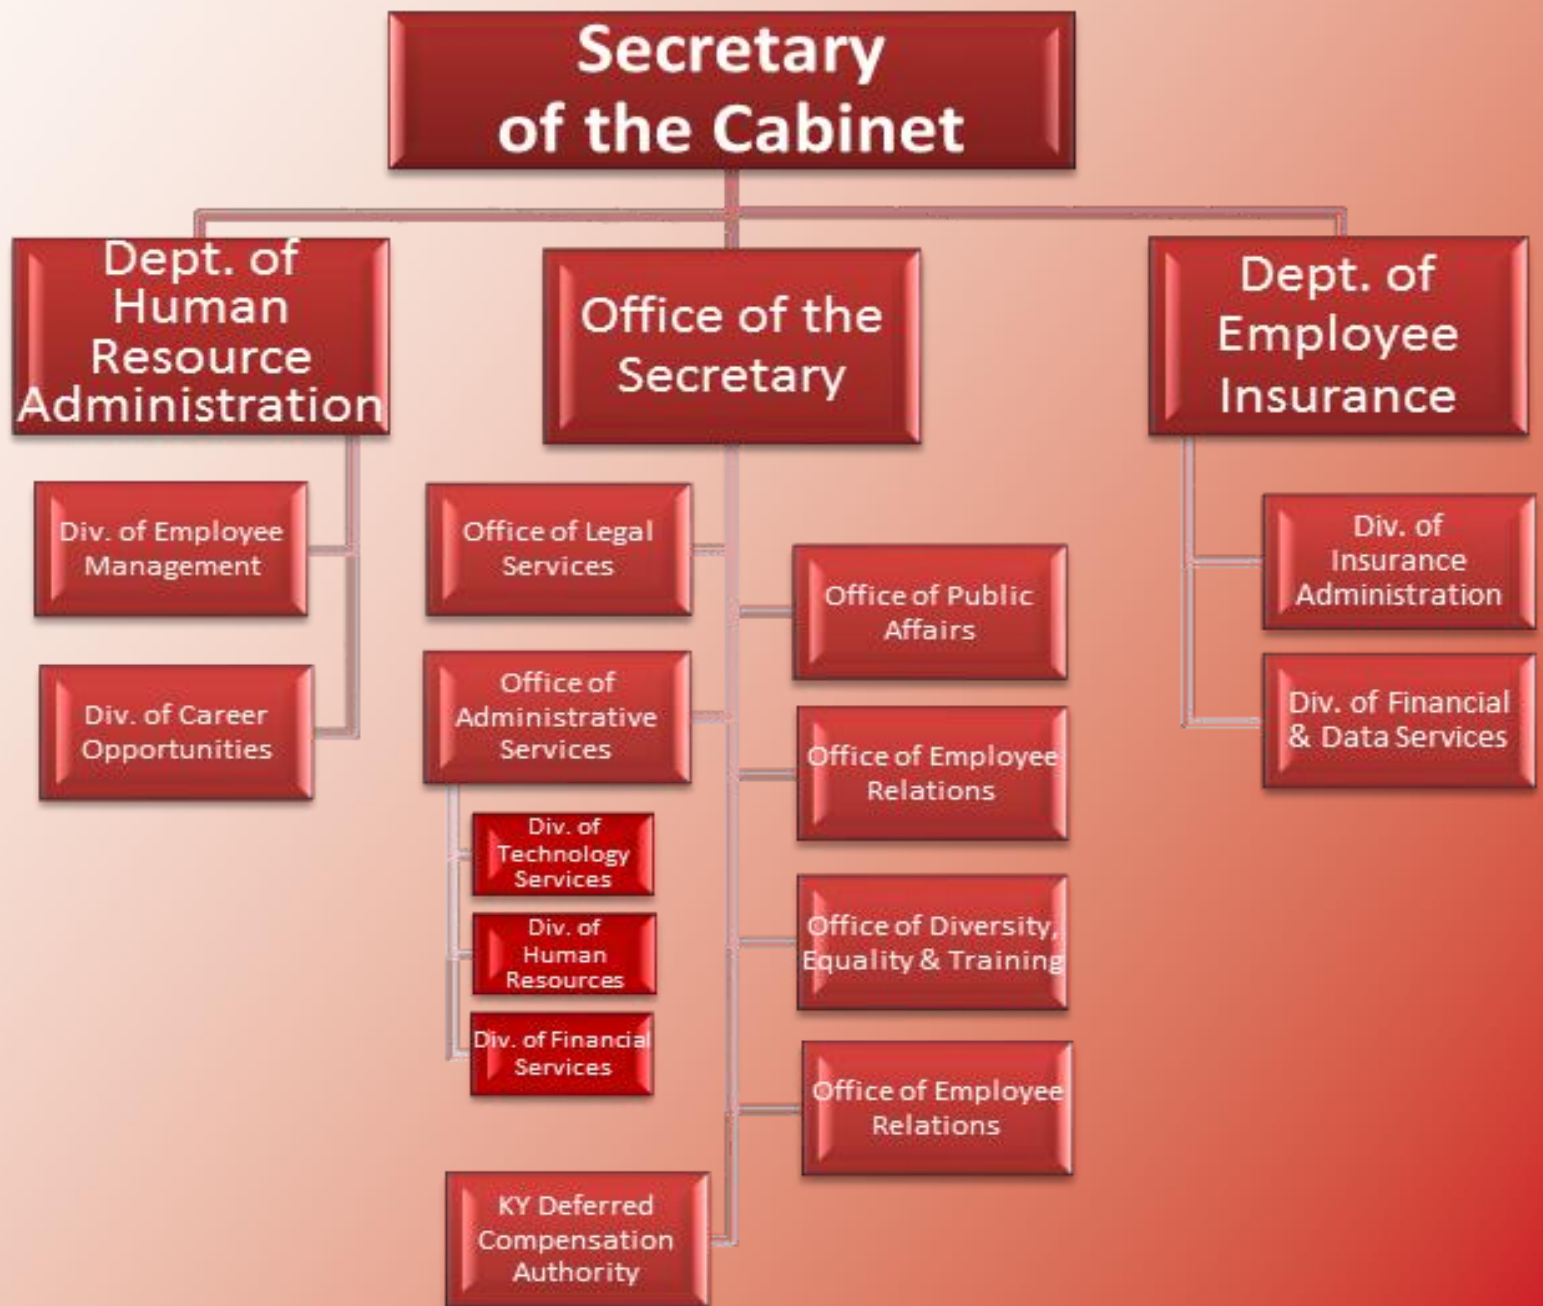 Secretary
of the Cabinet
Dept. of
Human
Resource
Administration
Office of the
Secretary
Dept. of
Employee
Insurance
Div. of Employee
Management
Div. of Career
Opportunities
Office of Legal
Services
Office of
Administrative
Services
Div. of
Technology
Services
Div. of
Human
Resources
Div. of Financial
Services
KY Deferred
Compensation
Authority
Office of Public
Affairs
Office of Employee
Relations
Office of Diversity,
Equality & Training
Office of Employee
Relations
Div. of
Insurance
Administration
Div. of Financial
& Data Services